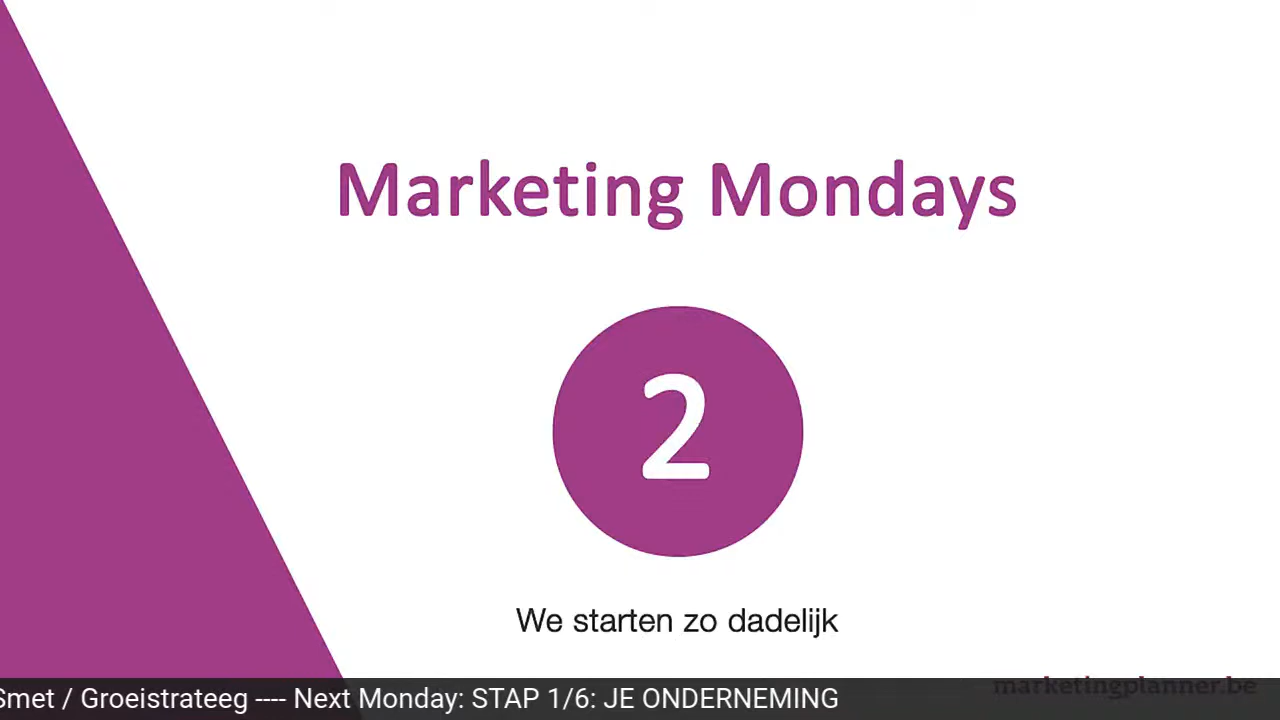 Marketing Mondays
2
We starten zo dadelijk
marketingplanner.be
Smet / Groeistrateeg ---- Next Monday: STAP 1/6: JE ONDERNEMING